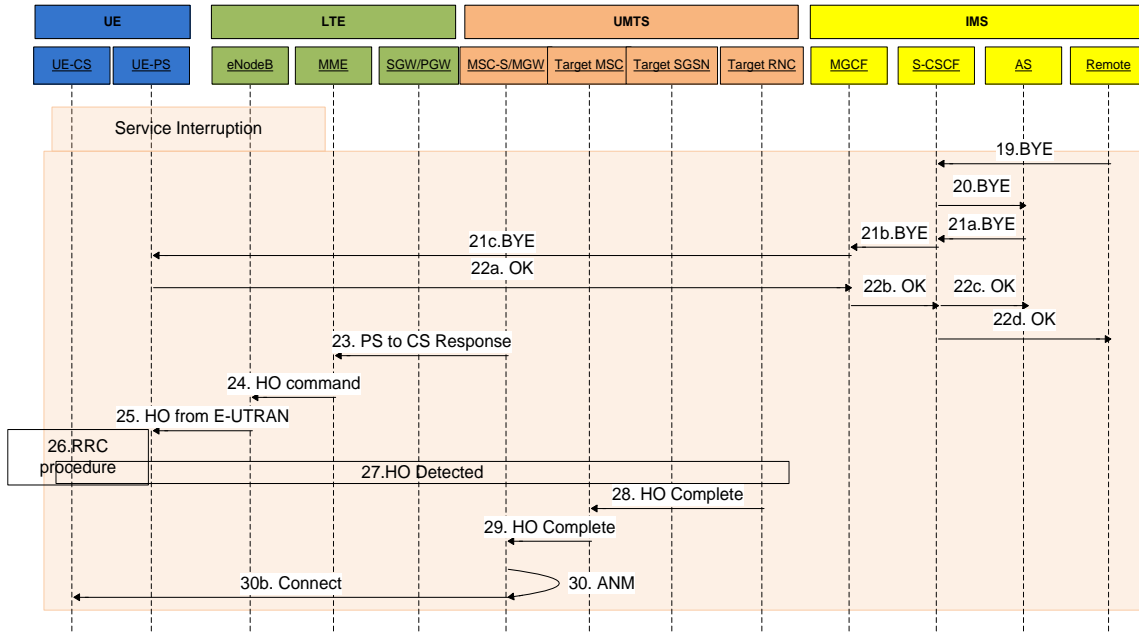 UE LTE UMTS IMS
UE-CS UE-PS eNodeB MME SGW/PGW MSC-S/MGW Target MSC Target SGSN Target RNC MGCF S-CSCF AS Remote
Service Interruption
19.BYE
20.BYE
21a.BYE
21b.BYE
21c.BYE
22a. OK
22b. OK
22c. OK
22d. OK
23. PS to CS Response
24. HO command
25. HO from E-UTRAN
26.RRC
procedure
27.HO Detected
28. HO Complete
29. HO Complete
30b. Connect
30. ANM